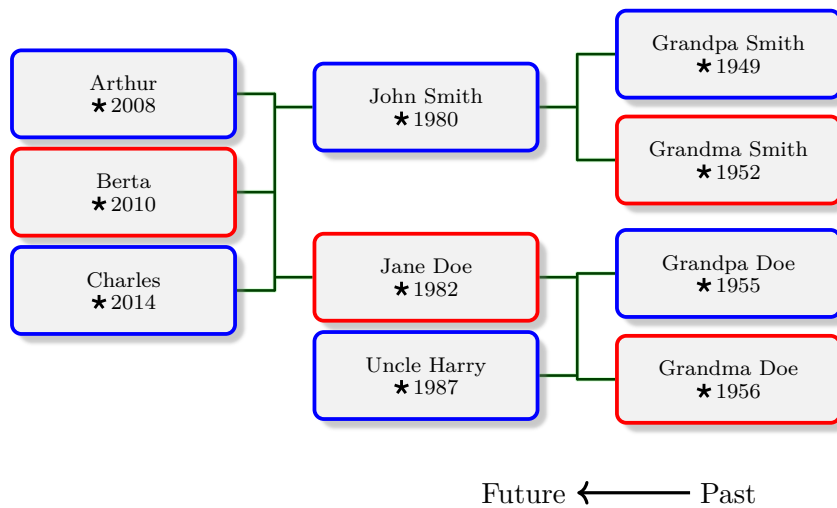 Arthur
★2008
Berta
★2010
Charles
★2014
John Smith
★1980
Jane Doe
★1982
Uncle Harry
★1987
Grandpa Smith
★1949
Grandma Smith
★1952
Grandpa Doe
★1955
Grandma Doe
★1956
Future ← Past